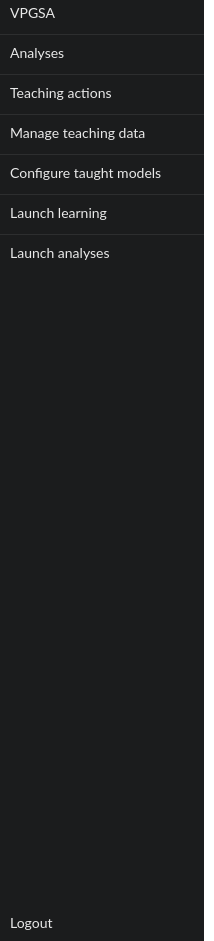 VPGSA
Analyses
Teaching actions
Manage teaching data
Configure taught models
Launch learning
Launch analyses
Logout